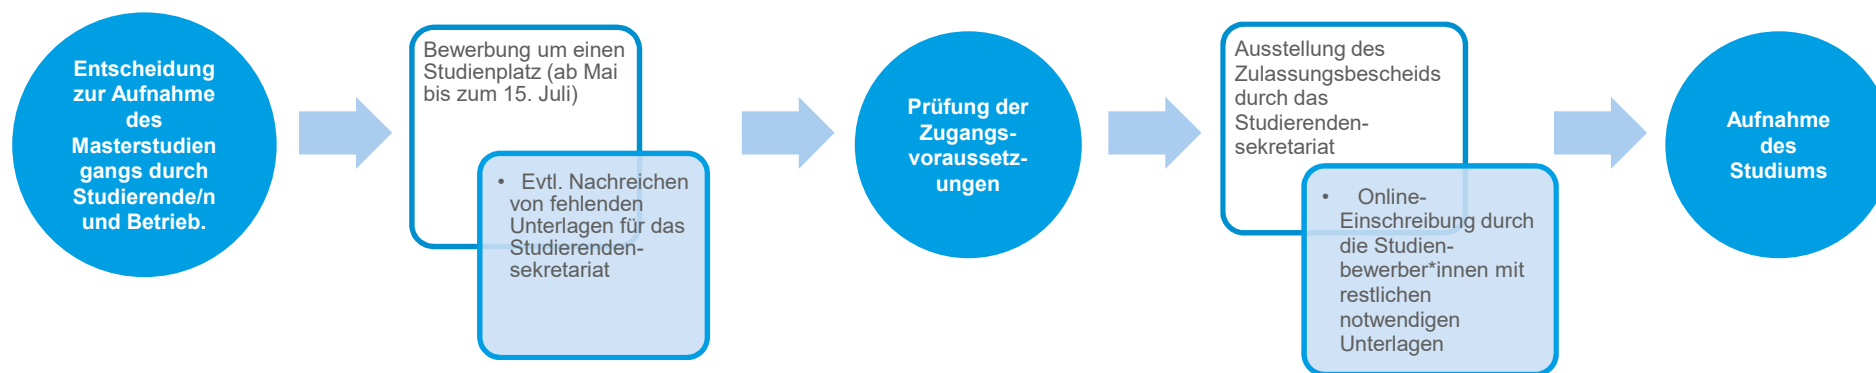 Entscheidung
zur Aufnahme
des
Masterstudien
gangs durch
Studierende/n
und Betrieb.
Bewerbung um einen
Studienplatz (ab Mai
bis zum 15. Juli)
• Evtl. Nachreichen
von fehlenden
Unterlagen für das
Studierenden-
sekretariat
Prüfung der
Zugangs-
voraussetz-
ungen
Ausstellung des
Zulassungsbescheids
durch das
Studierenden-
sekretariat
• Online-
Einschreibung durch
die Studien-
bewerber*innen mit
restlichen
notwendigen
Unterlagen
Aufnahme
des
Studiums